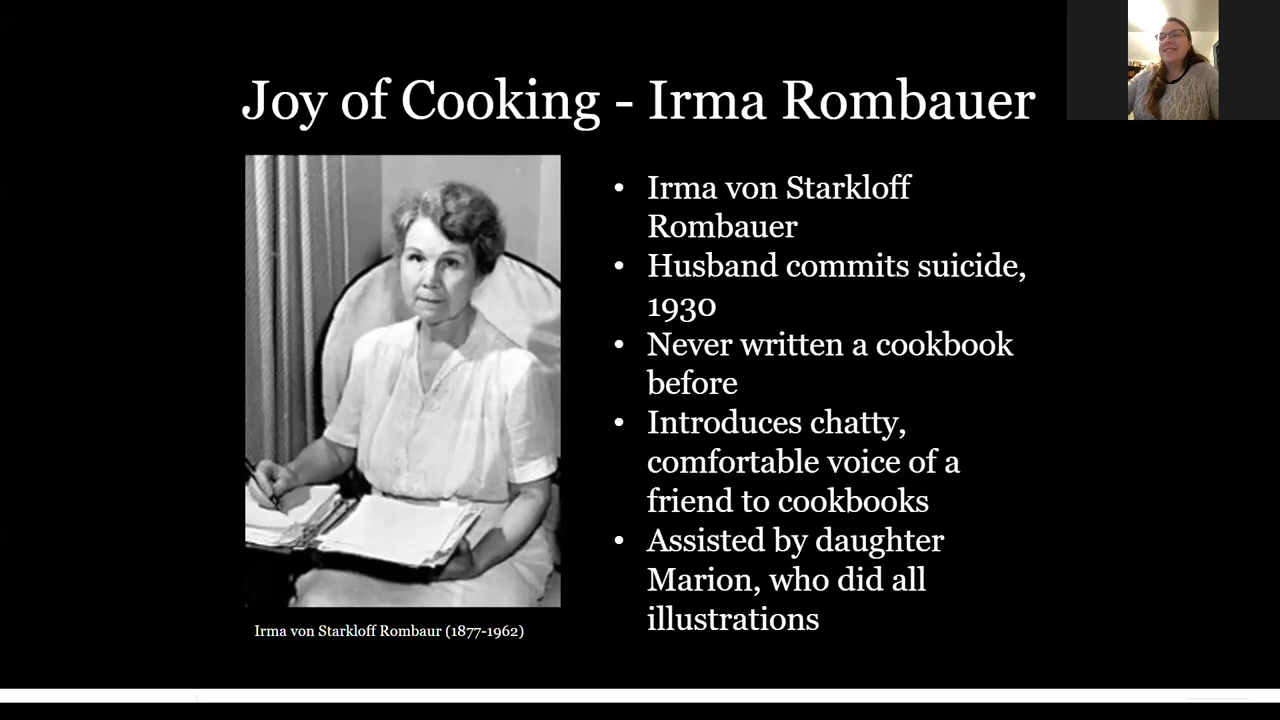 Joy of Cooking - Irma Rombauer
• Irma von Starkloff
Rombauer
• Husband commits suicide,
1930
• Never written a cookbook
before
• Introduces chatty,
comfortable voice of a
friend to cookbooks
• Assisted by daughter
Marion, who did all
illustrations
Irma von Starkloff Rombaur (1877-1962)